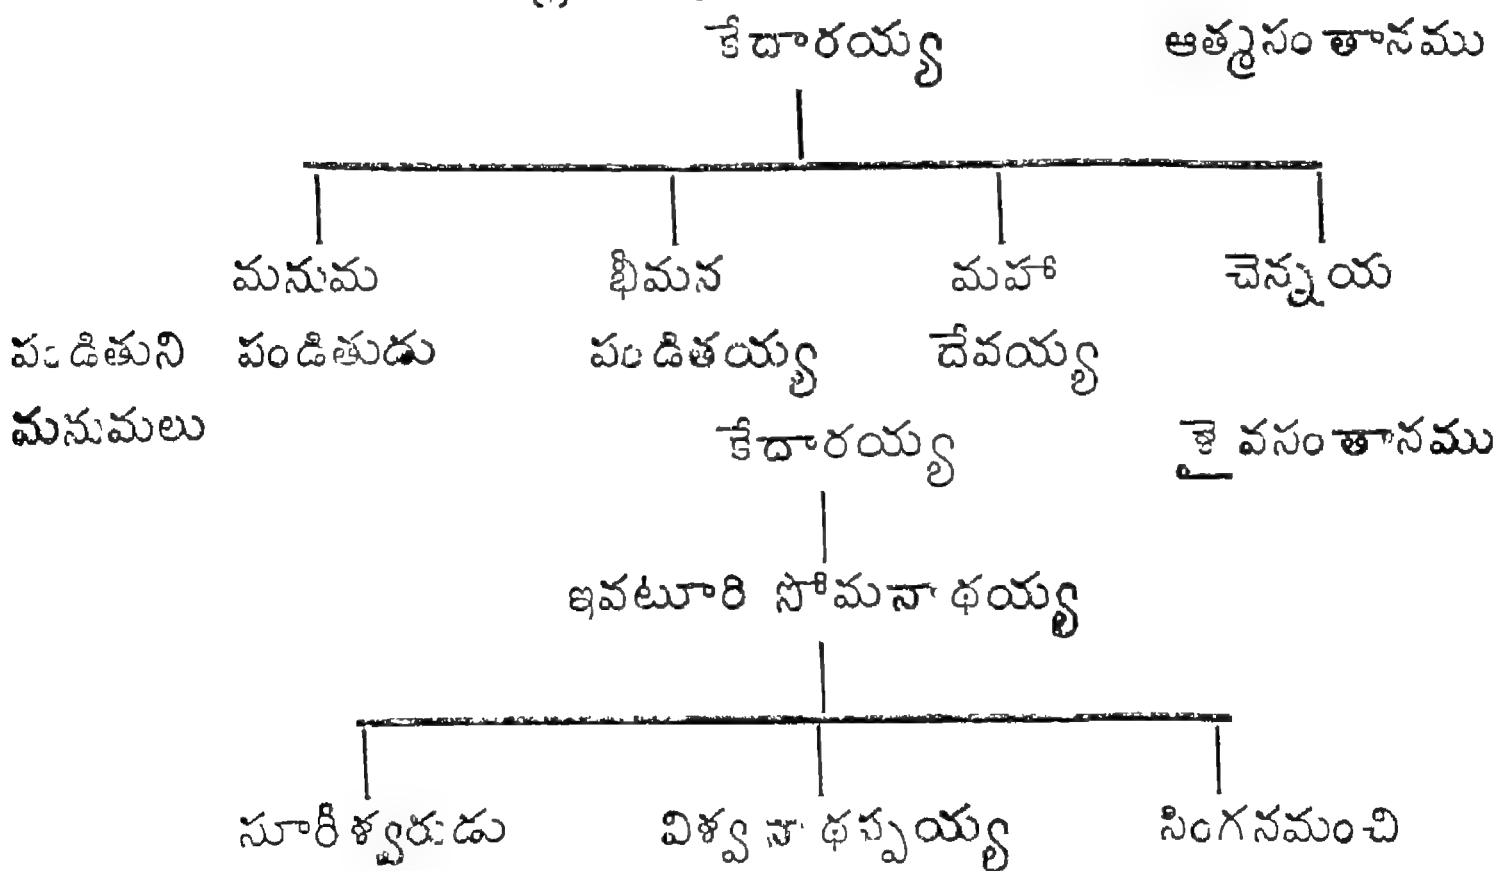 కేదారయ్య ఆత్మసంతానము
మనుమ భీమన మహా చెన్నయ
పండితుని పండితుడు పండితయ్య దేవయ్య
మనుమలు
కేదారయ్య శైవసంతానము
ఇవటూరి సోమనాథయ్య
సూరీశ్వరుడు విశ్వనాథప్పయ్య సింగనమంచి